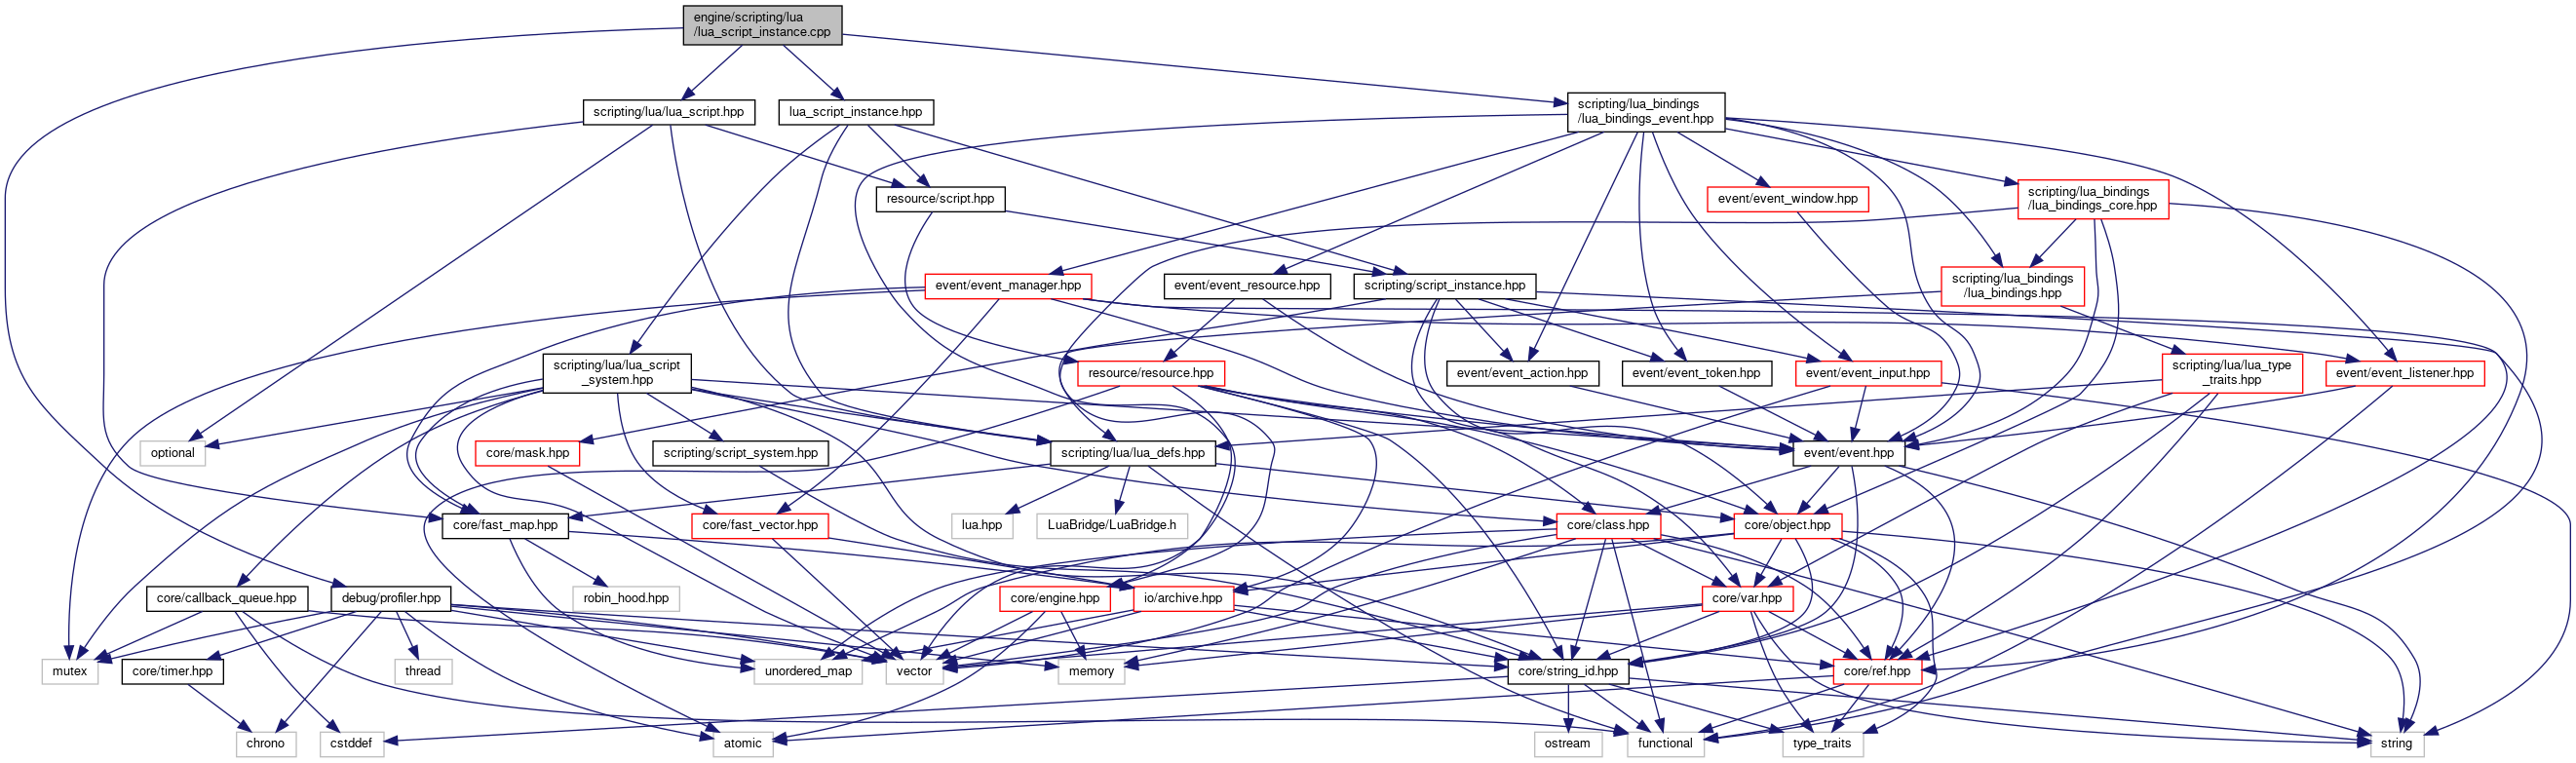 engine/scripting/lua
/lua_script_instance.cpp
scripting/lua/lua_script.hpp
lua_script_instance.hpp
scripting/lua_bindings
/lua_bindings_event.hpp
resource/script.hpp
event/event_window.hpp
scripting/lua_bindings
/lua_bindings_core.hpp
event/event_manager.hpp
event/event_resource.hpp
scripting/script_instance.hpp
scripting/lua_bindings
/lua_bindings.hpp
scripting/lua/lua_script
_system.hpp
resource/resource.hpp
event/event_action.hpp
event/event_token.hpp
event/event_input.hpp
scripting/lua/lua_type
_traits.hpp
event/event_listener.hpp
optional
core/mask.hpp
scripting/script_system.hpp
scripting/lua/lua_defs.hpp
event/event.hpp
core/fast_map.hpp
core/fast_vector.hpp
lua.hpp
LuaBridge/LuaBridge.h
core/class.hpp
core/object.hpp
core/callback_queue.hpp
debug/profiler.hpp
robin_hood.hpp
core/engine.hpp
io/archive.hpp
core/var.hpp
mutex
core/timer.hpp
thread
unordered_map
vector
memory
core/string_id.hpp
core/ref.hpp
chrono
cstddef
atomic
ostream
functional
type_traits
string